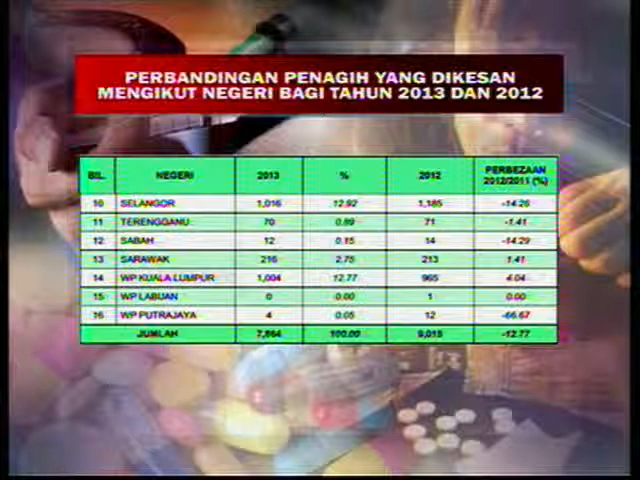 PERBANDINGAN PENAGIH YANG DIKESAN
MENGIKUT NEGERI BAGI TAHUN 2013 DAN 2012
BIL. NEGERI 2013 % 2012 PERBEZAAN
2012/2011 (%)
10 SELANGOR 1,016 12.92 1,185 -14.26
11 TERENGGANU 70 0.89 71 -1.41
12 SABAH 12 0.15 14 -14.29
13 SARAWAK 216 2.75 213 1.41
14 WP KUALA LUMPUR 1,004 12.77 965 4.04
15 WP LABUAN 0 0.00 1 0.00
16 WP PUTRAJAYA 4 0.05 12 -66.67
JUMLAH 7,864 100.00 9,015 -12.77